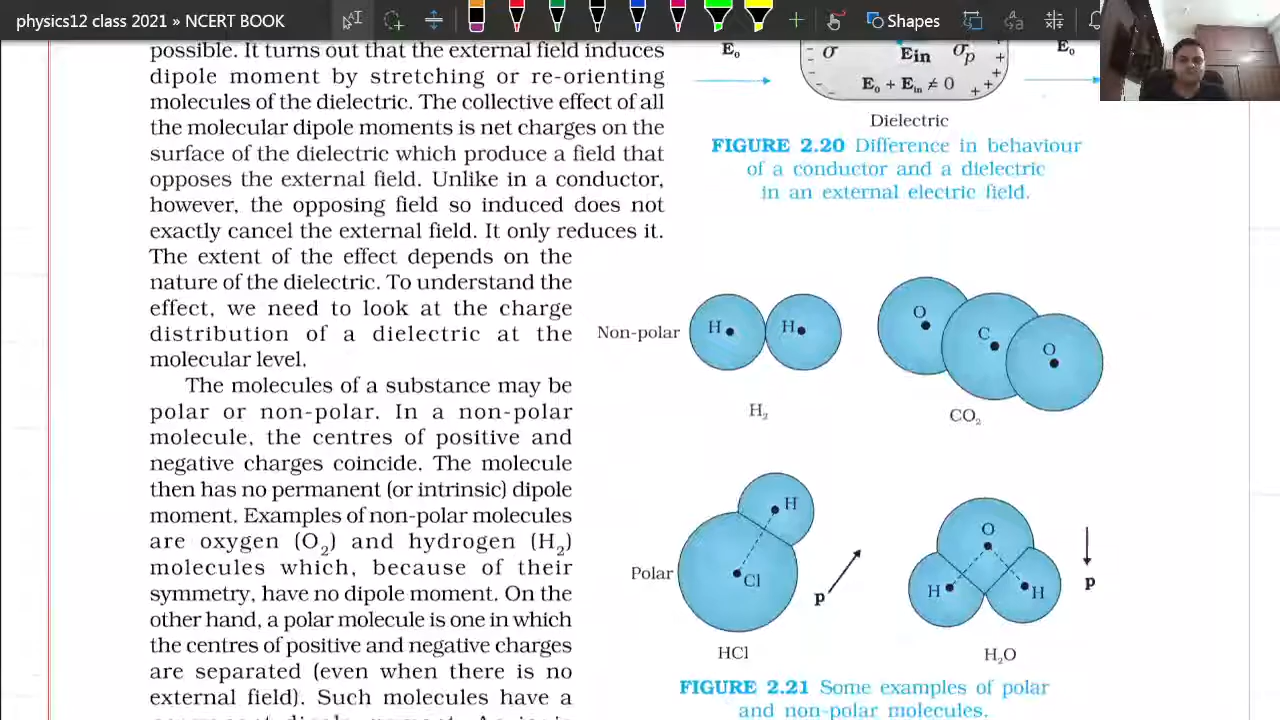 physics12 class 2021 » NCERT BOOK
Shapes
possible. It turns out that the external field induces
dipole moment by stretching or re-orienting
molecules of the dielectric. The collective effect of all
the molecular dipole moments is net charges on the
surface of the dielectric which produce a field that
opposes the external field. Unlike in a conductor,
however, the opposing field so induced does not
exactly cancel the external field. It only reduces it.
The extent of the effect depends on the
nature of the dielectric. To understand the
effect, we need to look at the charge
distribution of a dielectric at the
molecular level.
The molecules of a substance may be
polar or non-polar. In a non-polar
molecule, the centres of positive and
negative charges coincide. The molecule
then has no permanent (or intrinsic) dipole
moment. Examples of non-polar molecules
are oxygen (O₂) and hydrogen (H₂)
molecules which, because of their
symmetry, have no dipole moment. On the
other hand, a polar molecule is one in which
the centres of positive and negative charges
are separated (even when there is no
external field). Such molecules have a
E₀
σ
Ein
σp
E₀
E₀ + Eᵢₙ ≠ 0
Dielectric
FIGURE 2.20 Difference in behaviour
of a conductor and a dielectric
in an external electric field.
Non-polar
H
H
H₂
O
C
O
CO₂
Polar
H
Cl
p
HCl
O
H
H
p
H₂O
FIGURE 2.21 Some examples of polar
and non-polar molecules.